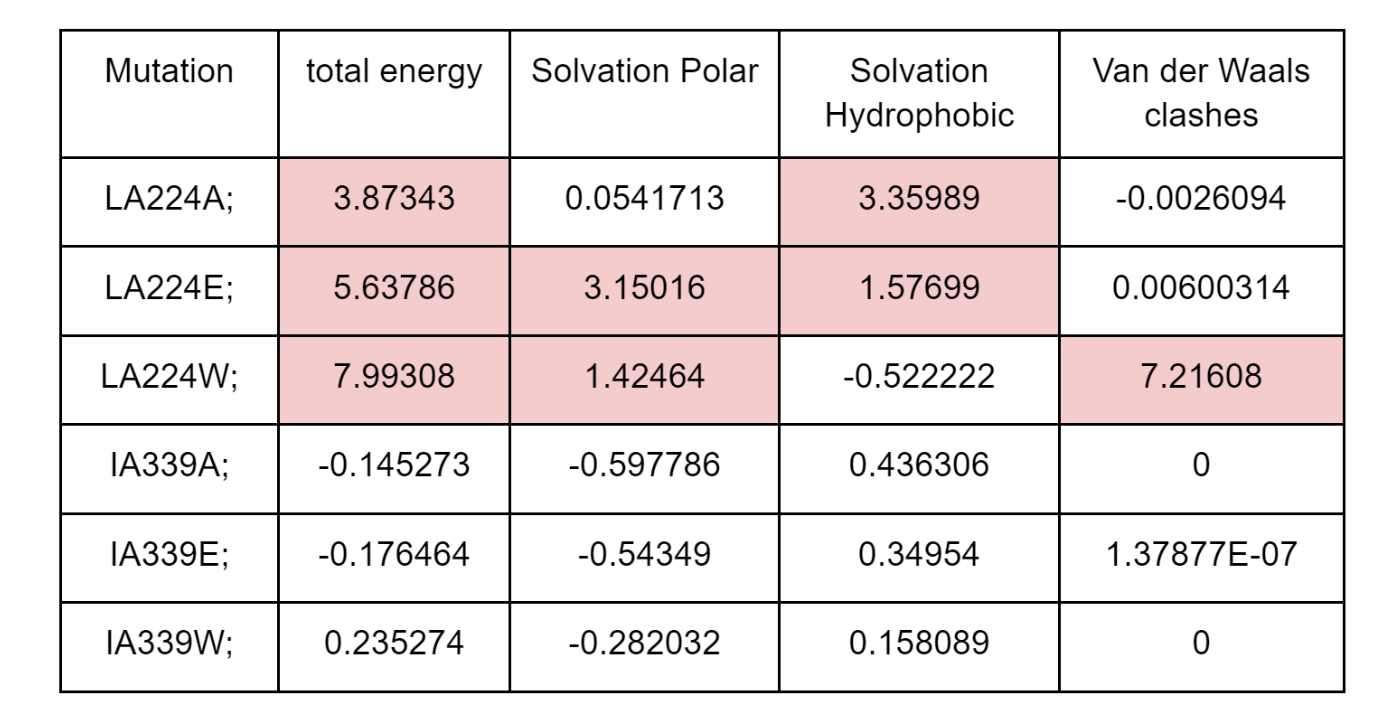 Mutation total energy Solvation Polar Solvation Hydrophobic Van der Waals clashes
LA224A; 3.87343 0.0541713 3.35989 -0.0026094
LA224E; 5.63786 3.15016 1.57699 0.00600314
LA224W; 7.99308 1.42464 -0.522222 7.21608
IA339A; -0.145273 -0.597786 0.436306 0
IA339E; -0.176464 -0.54349 0.34954 1.37877E-07
IA339W; 0.235274 -0.282032 0.158089 0